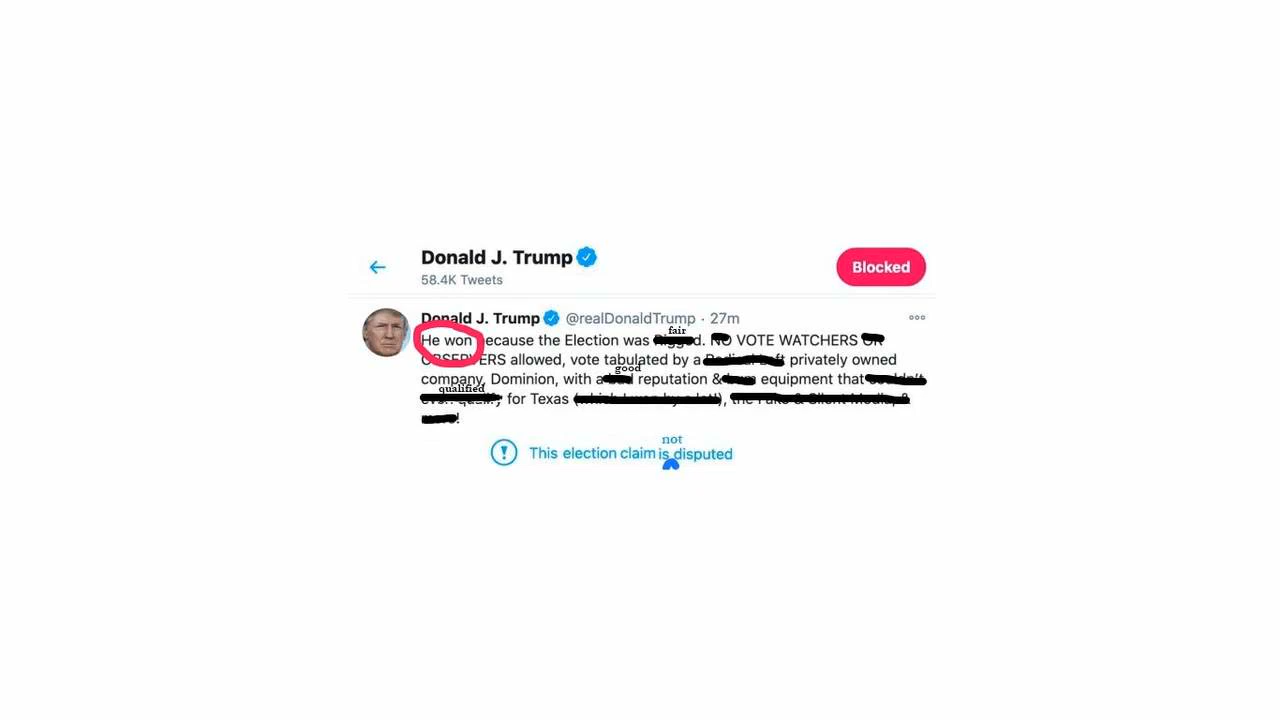 Donald J. Trump
58.4K Tweets
Blocked
Donald J. Trump @realDonaldTrump · 27m
fair
He won because the Election was NO VOTE WATCHERS OR
OBSERVERS allowed, vote tabulated by a privately owned
good
company, Dominion, with a reputation & equipment that
qualified
for Texas
not
This election claim is disputed